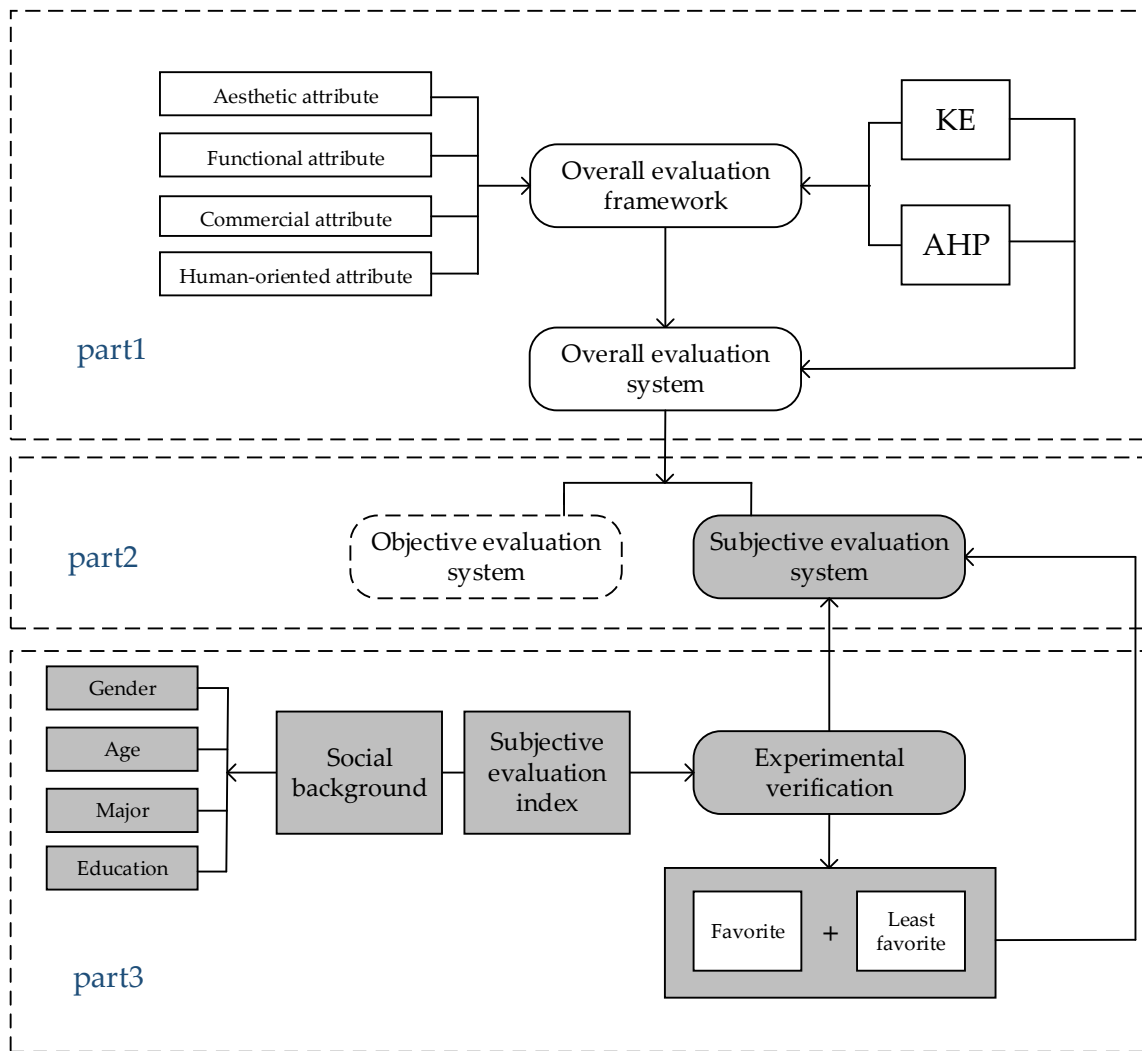 Aesthetic attribute
Functional attribute
Commercial attribute
Human-oriented attribute
Overall evaluation
framework
KE
AHP
part1
Overall evaluation
system
part2
Objective evaluation
system
Subjective evaluation
system
Gender
Age
Major
Education
Social
background
Subjective
evaluation
index
Experimental
verification
Favorite
+
Least
favorite
part3